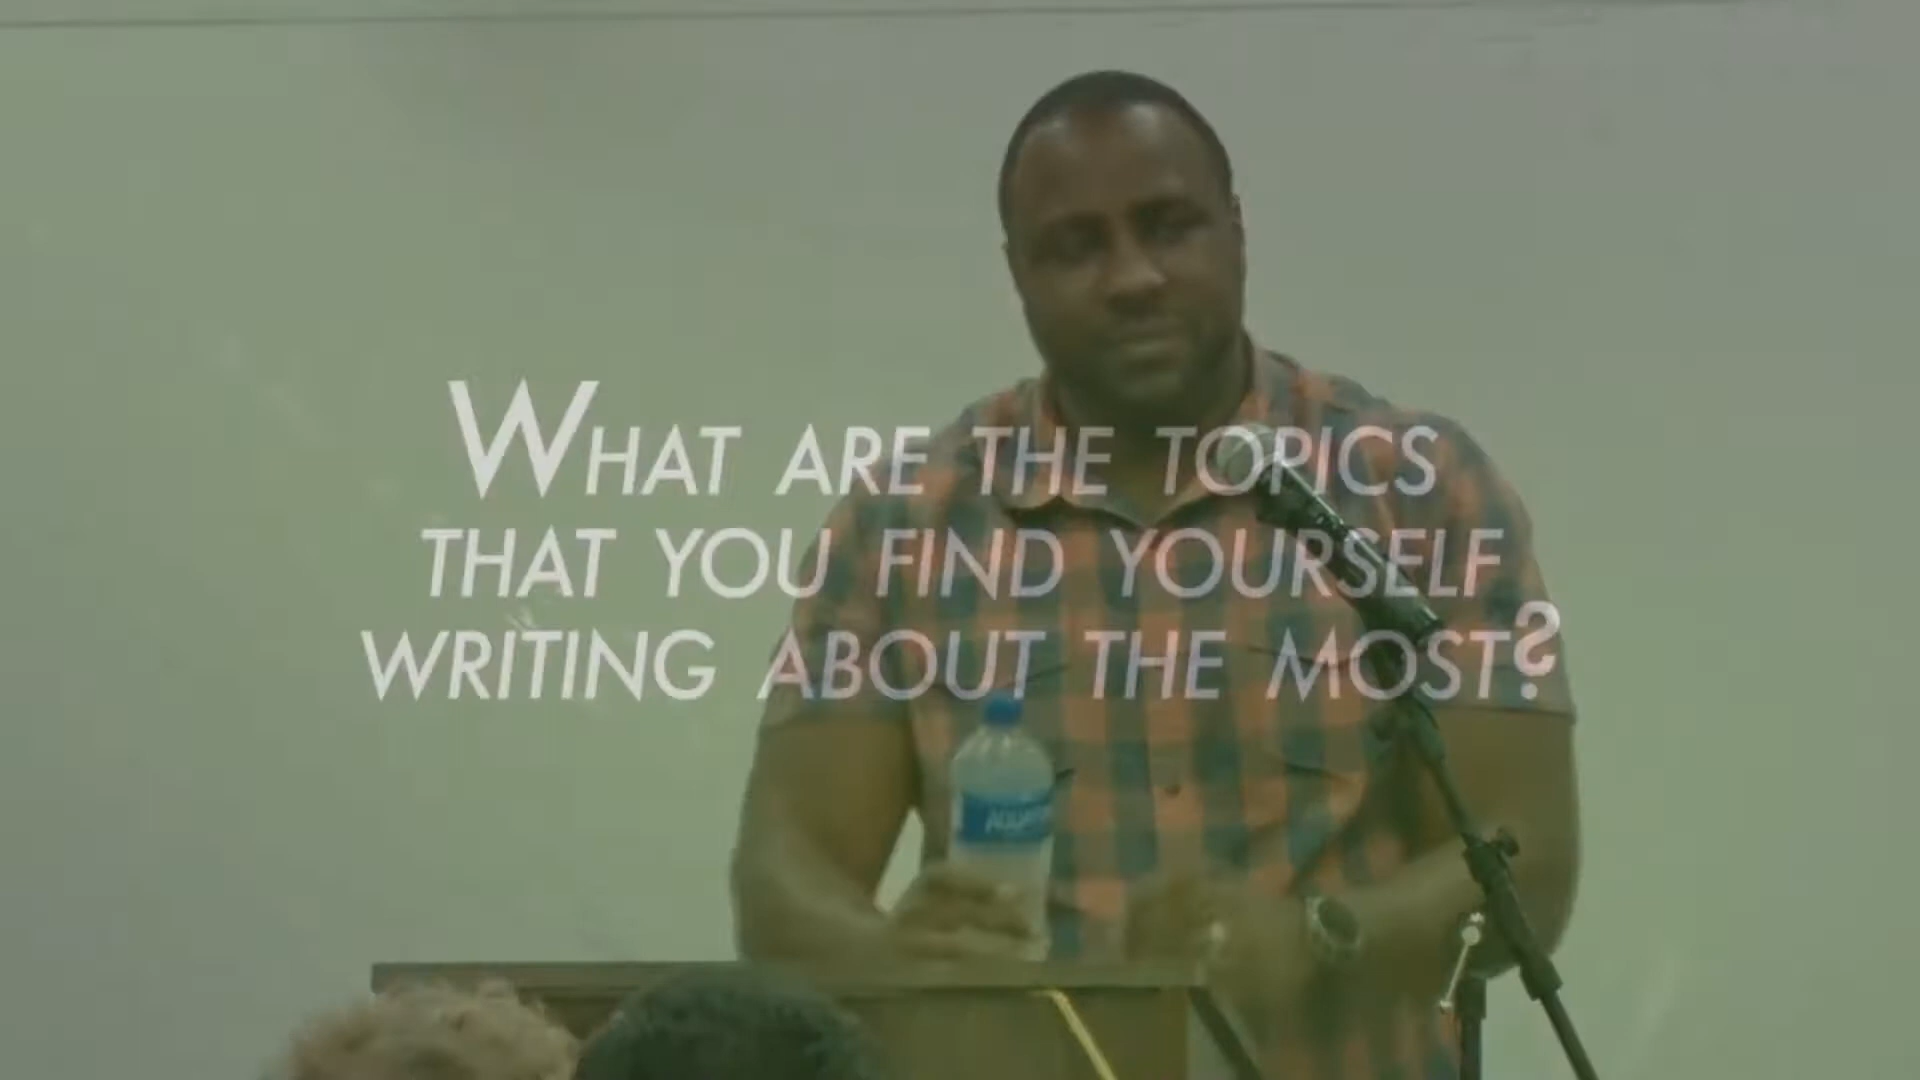 WHAT ARE THE TOPICS
THAT YOU FIND YOURSELF
WRITING ABOUT THE MOST?